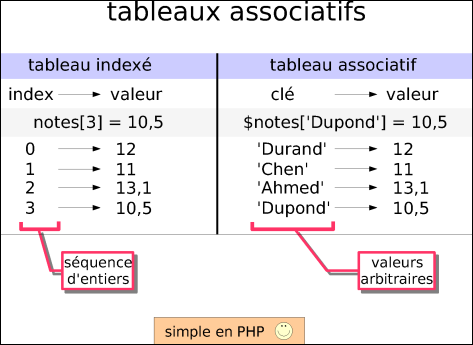 tableaux associatifs
tableau indexé
index valeur
notes[3] = 10,5
0 12
1 11
2 13,1
3 10,5
séquence
d'entiers
tableau associatif
clé valeur
$notes['Dupond'] = 10,5
'Durand' 12
'Chen' 11
'Ahmed' 13,1
'Dupond' 10,5
valeurs
arbitraires
simple en PHP